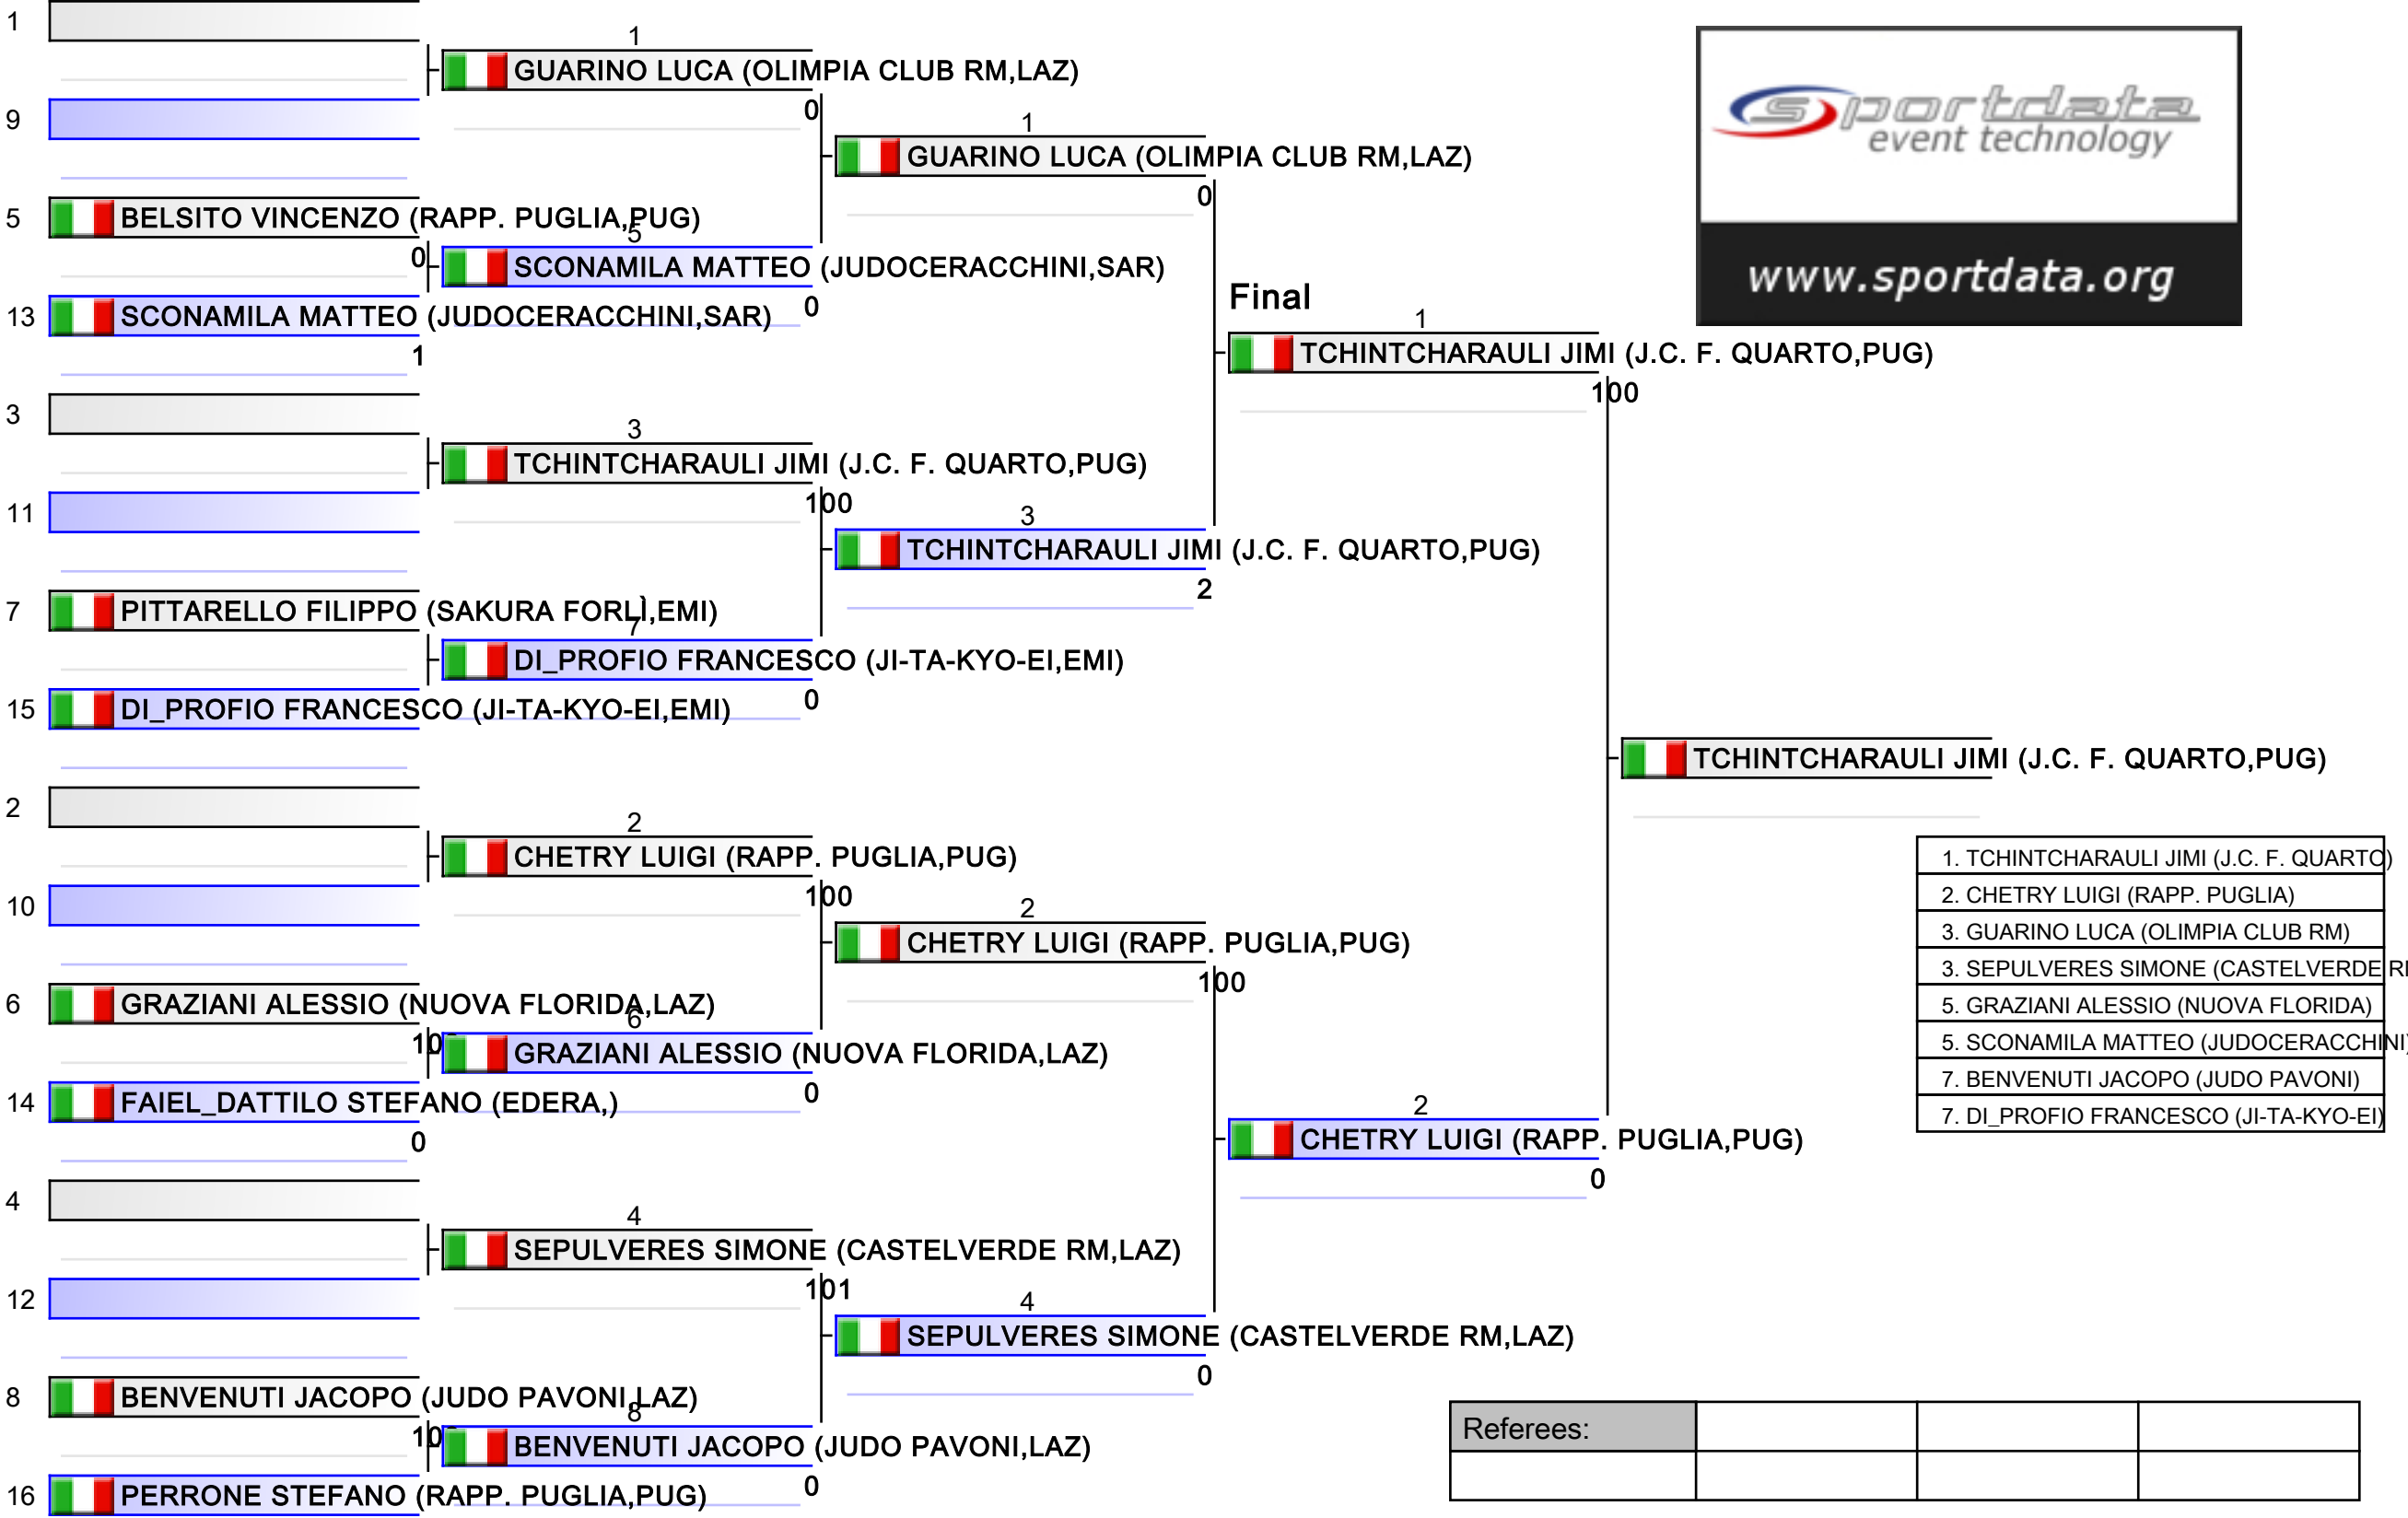 1
9
5 BELSITO VINCENZO (RAPP. PUGLIA,PUG)
0
13 SCONAMILA MATTEO (JUDOCERACCHINI,SAR)
1
3
11
7 PITTARELLO FILIPPO (SAKURA FORLÌ,EMI)
15 DI_PROFIO FRANCESCO (JI-TA-KYO-EI,EMI)
2
10
6 GRAZIANI ALESSIO (NUOVA FLORIDA,LAZ)
14 FAIEL_DATTILO STEFANO (EDERA,)
0
4
12
8 BENVENUTI JACOPO (JUDO PAVONI,LAZ)
16 PERRONE STEFANO (RAPP. PUGLIA,PUG)
1
GUARINO LUCA (OLIMPIA CLUB RM,LAZ)
0
5
SCONAMILA MATTEO (JUDOCERACCHINI,SAR)
0
3
TCHINTCHARAULI JIMI (J.C. F. QUARTO,PUG)
100
7
DI_PROFIO FRANCESCO (JI-TA-KYO-EI,EMI)
0
2
CHETRY LUIGI (RAPP. PUGLIA,PUG)
100
6
GRAZIANI ALESSIO (NUOVA FLORIDA,LAZ)
0
4
SEPULVERES SIMONE (CASTELVERDE RM,LAZ)
101
8
BENVENUTI JACOPO (JUDO PAVONI,LAZ)
0
1
GUARINO LUCA (OLIMPIA CLUB RM,LAZ)
0
3
TCHINTCHARAULI JIMI (J.C. F. QUARTO,PUG)
2
2
CHETRY LUIGI (RAPP. PUGLIA,PUG)
100
4
SEPULVERES SIMONE (CASTELVERDE RM,LAZ)
0
Final
1
TCHINTCHARAULI JIMI (J.C. F. QUARTO,PUG)
100
2
CHETRY LUIGI (RAPP. PUGLIA,PUG)
0
TCHINTCHARAULI JIMI (J.C. F. QUARTO,PUG)
sportdata
event technology
www.sportdata.org
1. TCHINTCHARAULI JIMI (J.C. F. QUARTO)
2. CHETRY LUIGI (RAPP. PUGLIA)
3. GUARINO LUCA (OLIMPIA CLUB RM)
3. SEPULVERES SIMONE (CASTELVERDE
5. GRAZIANI ALESSIO (NUOVA FLORIDA)
5. SCONAMILA MATTEO (JUDOCERACCHINI)
7. BENVENUTI JACOPO (JUDO PAVONI)
7. DI_PROFIO FRANCESCO (JI-TA-KYO-EI)
Referees: